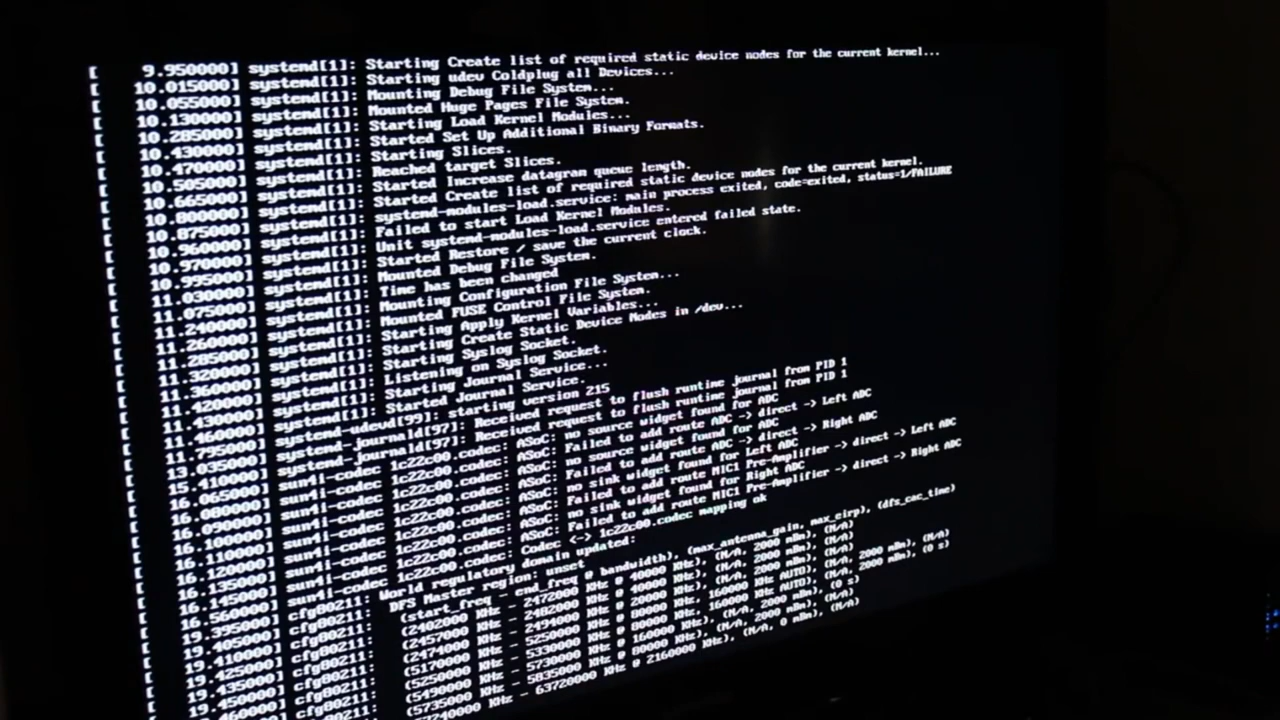 [    9.950000] systemd[1]: Starting Create list of required static device nodes for the current kernel...
[   10.015000] systemd[1]: Starting udev Coldplug all Devices...
[   10.055000] systemd[1]: Mounting Debug File System...
[   10.130000] systemd[1]: Mounted Huge Pages File System.
[   10.285000] systemd[1]: Starting Load Kernel Modules...
[   10.430000] systemd[1]: Started Set Up Additional Binary Formats.
[   10.470000] systemd[1]: Starting Slices.
[   10.505000] systemd[1]: Reached target Slices.
[   10.665000] systemd[1]: Started Increase datagram queue length.
[   10.800000] systemd[1]: Started Create list of required static device nodes for the current kernel.
[   10.875000] systemd[1]: systemd-modules-load.service: main process exited, code=exited, status=1/FAILURE
[   10.960000] systemd[1]: Failed to start Load Kernel Modules.
[   10.970000] systemd[1]: Unit systemd-modules-load.service entered failed state.
[   10.995000] systemd[1]: Started Restore / save the current clock.
[   11.030000] systemd[1]: Mounted Debug File System.
[   11.075000] systemd[1]: Time has been changed
[   11.240000] systemd[1]: Mounting Configuration File System...
[   11.260000] systemd[1]: Mounted FUSE Control File System.
[   11.285000] systemd[1]: Starting Apply Kernel Variables...
[   11.320000] systemd[1]: Starting Create Static Device Nodes in /dev...
[   11.360000] systemd[1]: Starting Syslog Socket.
[   11.420000] systemd[1]: Listening on Syslog Socket.
[   11.430000] systemd[1]: Starting Journal Service...
[   11.460000] systemd[1]: Started Journal Service.
[   11.795000] systemd-udevd[99]: starting version 215
[   13.035000] systemd-journald[97]: Received request to flush runtime journal from PID 1
[   15.410000] systemd-journald[97]: Received request to flush runtime journal from PID 1
[   16.065000] sun4i-codec 1c22c00.codec: ASoC: no source widget found for ADC
[   16.080000] sun4i-codec 1c22c00.codec: ASoC: Failed to add route ADC -> direct -> Left ADC
[   16.090000] sun4i-codec 1c22c00.codec: ASoC: no source widget found for ADC
[   16.100000] sun4i-codec 1c22c00.codec: ASoC: Failed to add route ADC -> direct -> Right ADC
[   16.110000] sun4i-codec 1c22c00.codec: ASoC: no sink widget found for Left ADC
[   16.120000] sun4i-codec 1c22c00.codec: ASoC: Failed to add route MIC1 Pre-Amplifier -> direct -> Left ADC
[   16.135000] sun4i-codec 1c22c00.codec: ASoC: no sink widget found for Right ADC
[   16.145000] sun4i-codec 1c22c00.codec: ASoC: Failed to add route MIC1 Pre-Amplifier -> direct -> Right ADC
[   16.560000] sun4i-codec 1c22c00.codec: Codec <-> 1c22c00.codec mapping ok
[   19.395000] cfg80211: World regulatory domain updated:
[   19.405000] cfg80211:  DFS Master region: unset
[   19.410000] cfg80211:   (start_freq - end_freq @ bandwidth), (max_antenna_gain, max_eirp), (dfs_cac_time)
[   19.425000] cfg80211:   (2402000 KHz - 2472000 KHz @ 40000 KHz), (N/A, 2000 mBm), (N/A)
[   19.435000] cfg80211:   (2457000 KHz - 2482000 KHz @ 20000 KHz), (N/A, 2000 mBm), (N/A)
[   19.450000] cfg80211:   (2474000 KHz - 2494000 KHz @ 20000 KHz), (N/A, 2000 mBm), (N/A)
[   19.460000] cfg80211:   (5170000 KHz - 5250000 KHz @ 80000 KHz, 160000 KHz AUTO), (N/A, 2000 mBm), (N/A)
(5250000 KHz - 5330000 KHz @ 80000 KHz, 160000 KHz AUTO), (N/A, 2000 mBm), (0 s)
(5490000 KHz - 5730000 KHz @ 160000 KHz), (N/A, 2000 mBm), (0 s)
(5735000 KHz - 5835000 KHz @ 80000 KHz), (N/A, 2000 mBm), (N/A)
KHz - 63720000 KHz @ 2160000 KHz), (N/A, 0 mBm), (N/A)